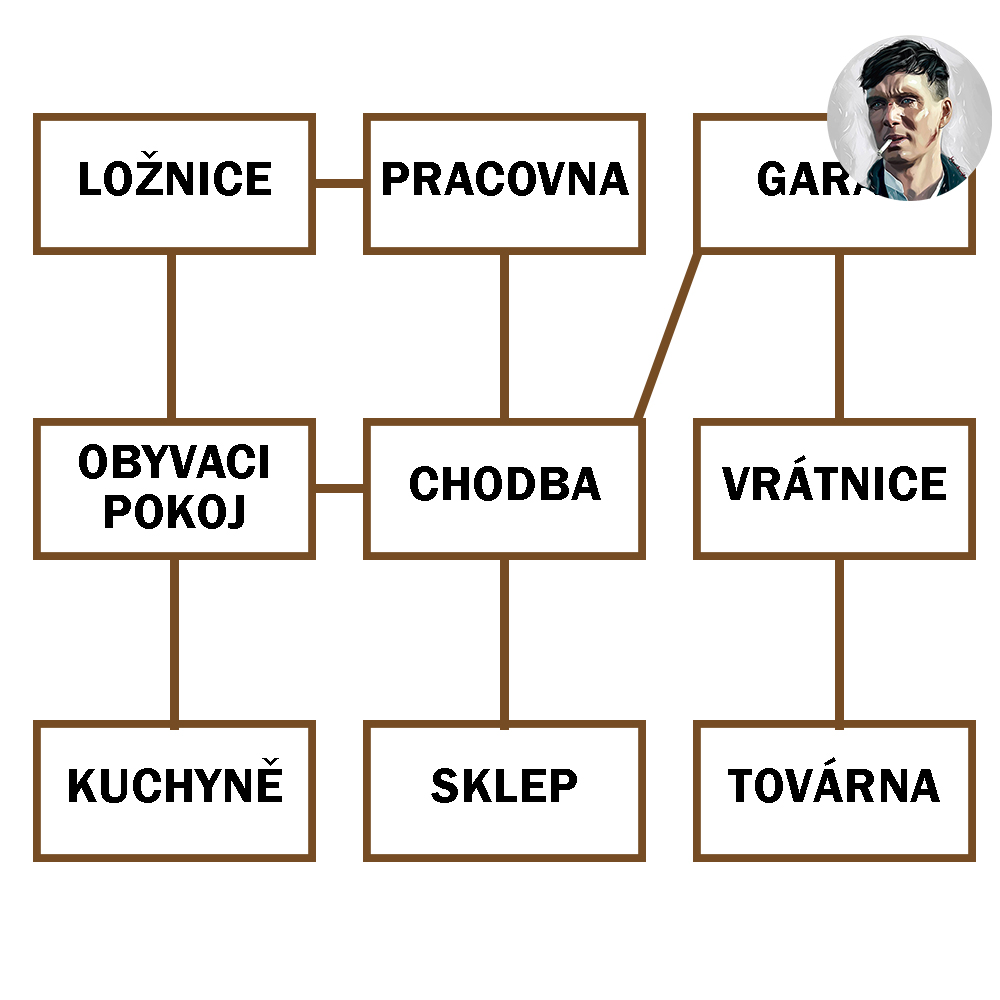 LOŽNICE
PRACOVNA
OBYVACI
POKOJ
CHODBA
VRÁTNICE
KUCHYNĚ
SKLEP
TOVÁRNA